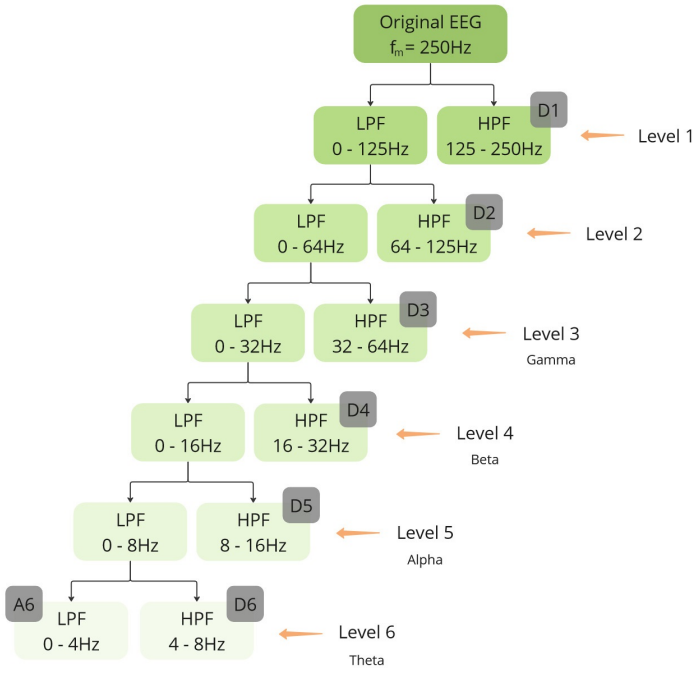 Original EEG
fm= 250Hz
D1
LPF
0 - 125Hz
HPF
125 - 250Hz
Level 1
D2
LPF
0 - 64Hz
HPF
64 - 125Hz
Level 2
D3
LPF
0 - 32Hz
HPF
32 - 64Hz
Level 3
Gamma
D4
LPF
0 - 16Hz
HPF
16 - 32Hz
Level 4
Beta
D5
LPF
0 - 8Hz
HPF
8 - 16Hz
Level 5
Alpha
A6
LPF
0 - 4Hz
D6
HPF
4 - 8Hz
Level 6
Theta